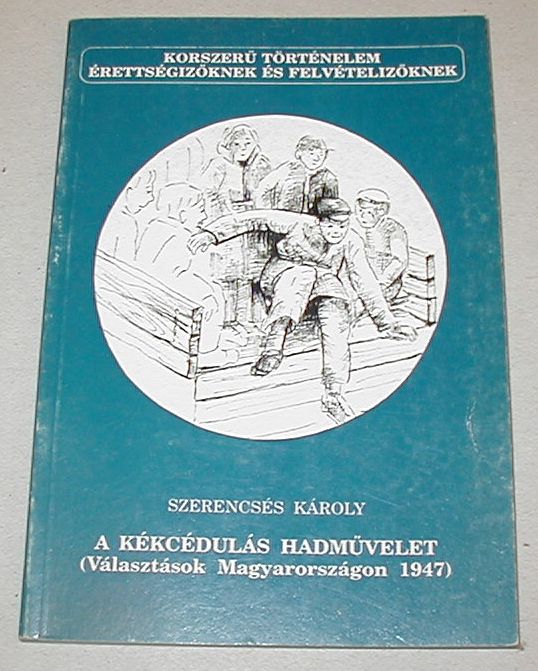 KORSZERŰ TÖRTÉNELEM
ÉRETTSÉGIZŐKNEK ÉS FELVÉTELIZŐKNEK
SZERENCSÉS KÁROLY
A KÉKCÉDULÁS HADMŰVELET
(Választások Magyarországon 1947)